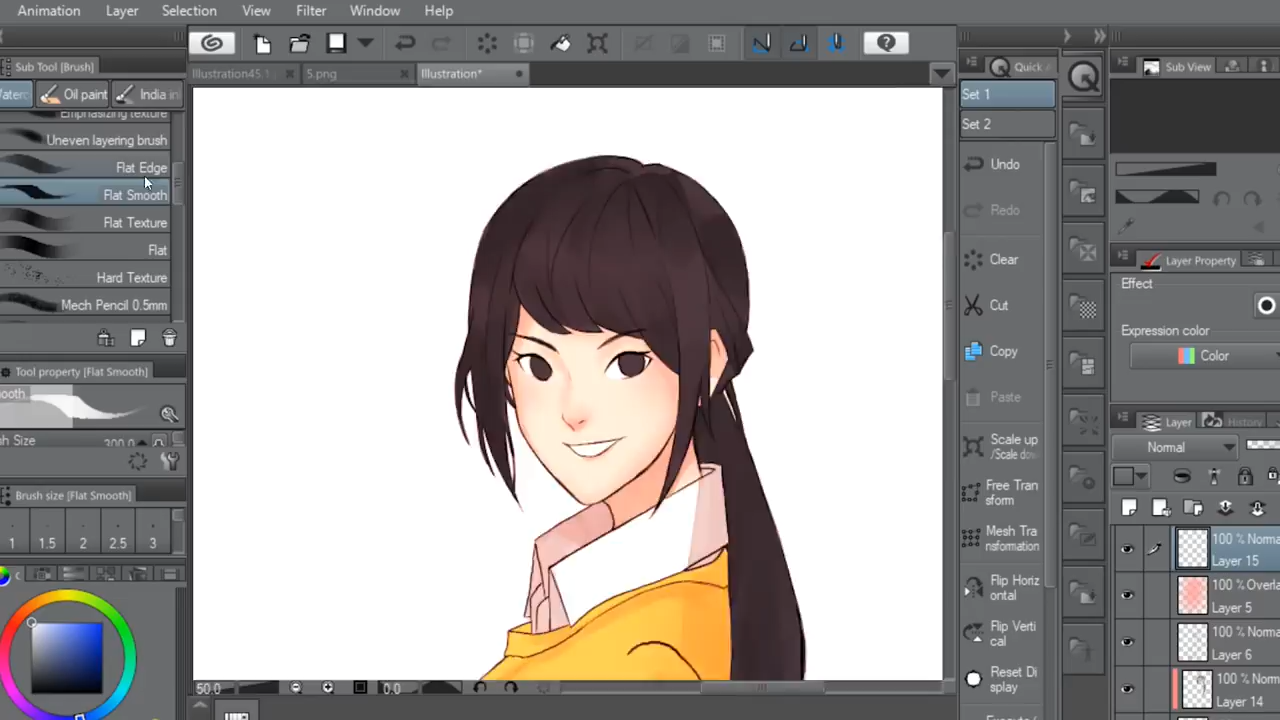 Animation Layer Selection View Filter Window Help
Sub Tool [Brush]
Oil paint India in
Emphasizing texture
Uneven layering brush
Flat Edge
Flat Smooth
Flat Texture
Flat
Hard Texture
Mech Pencil 0.5mm
Tool property [Flat Smooth]
ooth
sh Size 300.0
Brush size [Flat Smooth]
1 1.5 2 2.5 3
Illustration45.1 5.png Illustration*
50.0 0.0
Quick
Set 1
Set 2
Undo
Redo
Clear
Cut
Copy
Paste
Scale up
/Scale dow
Free Tran
sform
Mesh Tra
nsformation
Flip Horiz
ontal
Flip Verti
cal
Reset Di
splay
Sub View
Layer Property
Effect
Expression color
Color
Layer History
Normal
100 % Norma
Layer 15
100 % Overla
Layer 5
100 % Norma
Layer 6
100 % Norm
Layer 14